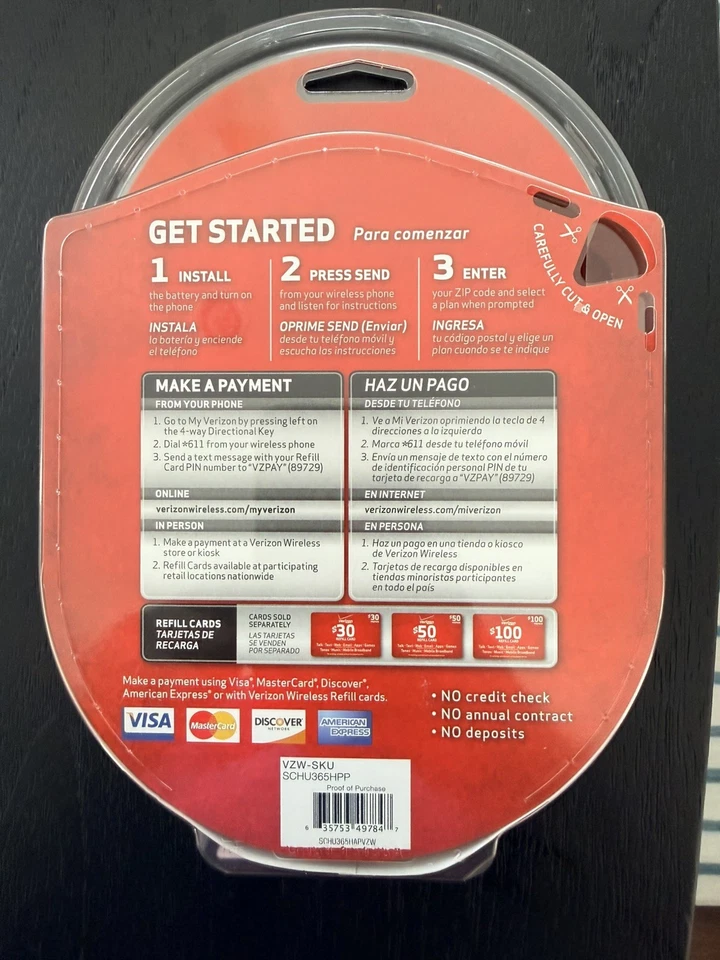 GET STARTED Para comenzar
1 INSTALL
the battery and turn on
the phone
INSTALA
la batería y enciende
el teléfono
2 PRESS SEND
from your wireless phone
and listen for instructions
OPRIME SEND (Enviar)
desde tu teléfono móvil y
escucha las instrucciones
3 ENTER
your ZIP code and select
a plan when prompted
INGRESA
tu código postal y elige un
plan cuando se te indique
CAREFULLY CUT & OPEN
MAKE A PAYMENT
FROM YOUR PHONE
1. Go to My Verizon by pressing left on
the 4-way Directional Key
2. Dial *611 from your wireless phone
3. Send a text message with your Refill
Card PIN number to "VZPAY" (89729)
ONLINE
verizonwireless.com/myverizon
IN PERSON
1. Make a payment at a Verizon Wireless
store or kiosk
2. Refill Cards available at participating
retail locations nationwide
HAZ UN PAGO
DESDE TU TELÉFONO
1. Ve a Mi Verizon oprimiendo la tecla de 4
direcciones a la izquierda
2. Marca *611 desde tu teléfono móvil
3. Envía un mensaje de texto con el número
de identificación personal PIN de tu
tarjeta de recarga a "VZPAY" (89729)
EN INTERNET
verizonwireless.com/miverizon
EN PERSONA
1. Haz un pago en una tienda o kiosco
de Verizon Wireless
2. Tarjetas de recarga disponibles en
tiendas minoristas participantes
en todo el país
REFILL CARDS
TARJETAS DE
RECARGA
CARDS SOLD
SEPARATELY
LAS TARJETAS
SE VENDEN
POR SEPARADO
$30
verizon
$30
REFILL CARD
$50
verizon
$50
REFILL CARD
$100
verizon
$100
REFILL CARD
Make a payment using Visa®, MasterCard®, Discover®,
American Express® or with Verizon Wireless Refill cards.
VISA
MasterCard
DISCOVER
NETWORK
AMERICAN
EXPRESS
• NO credit check
• NO annual contract
• NO deposits
VZW-SKU
SCHU365HPP
Proof of Purchase
6 35753 49784 7
SCHU365HAPVZW